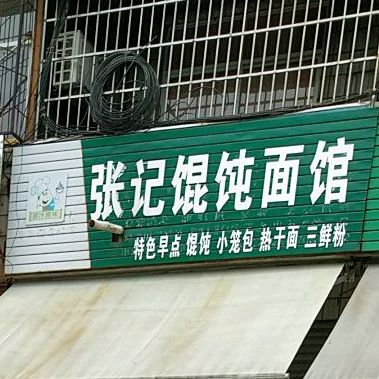 张记馄饨面馆
特色早点 馄饨 小笼包 热干面 三鲜粉